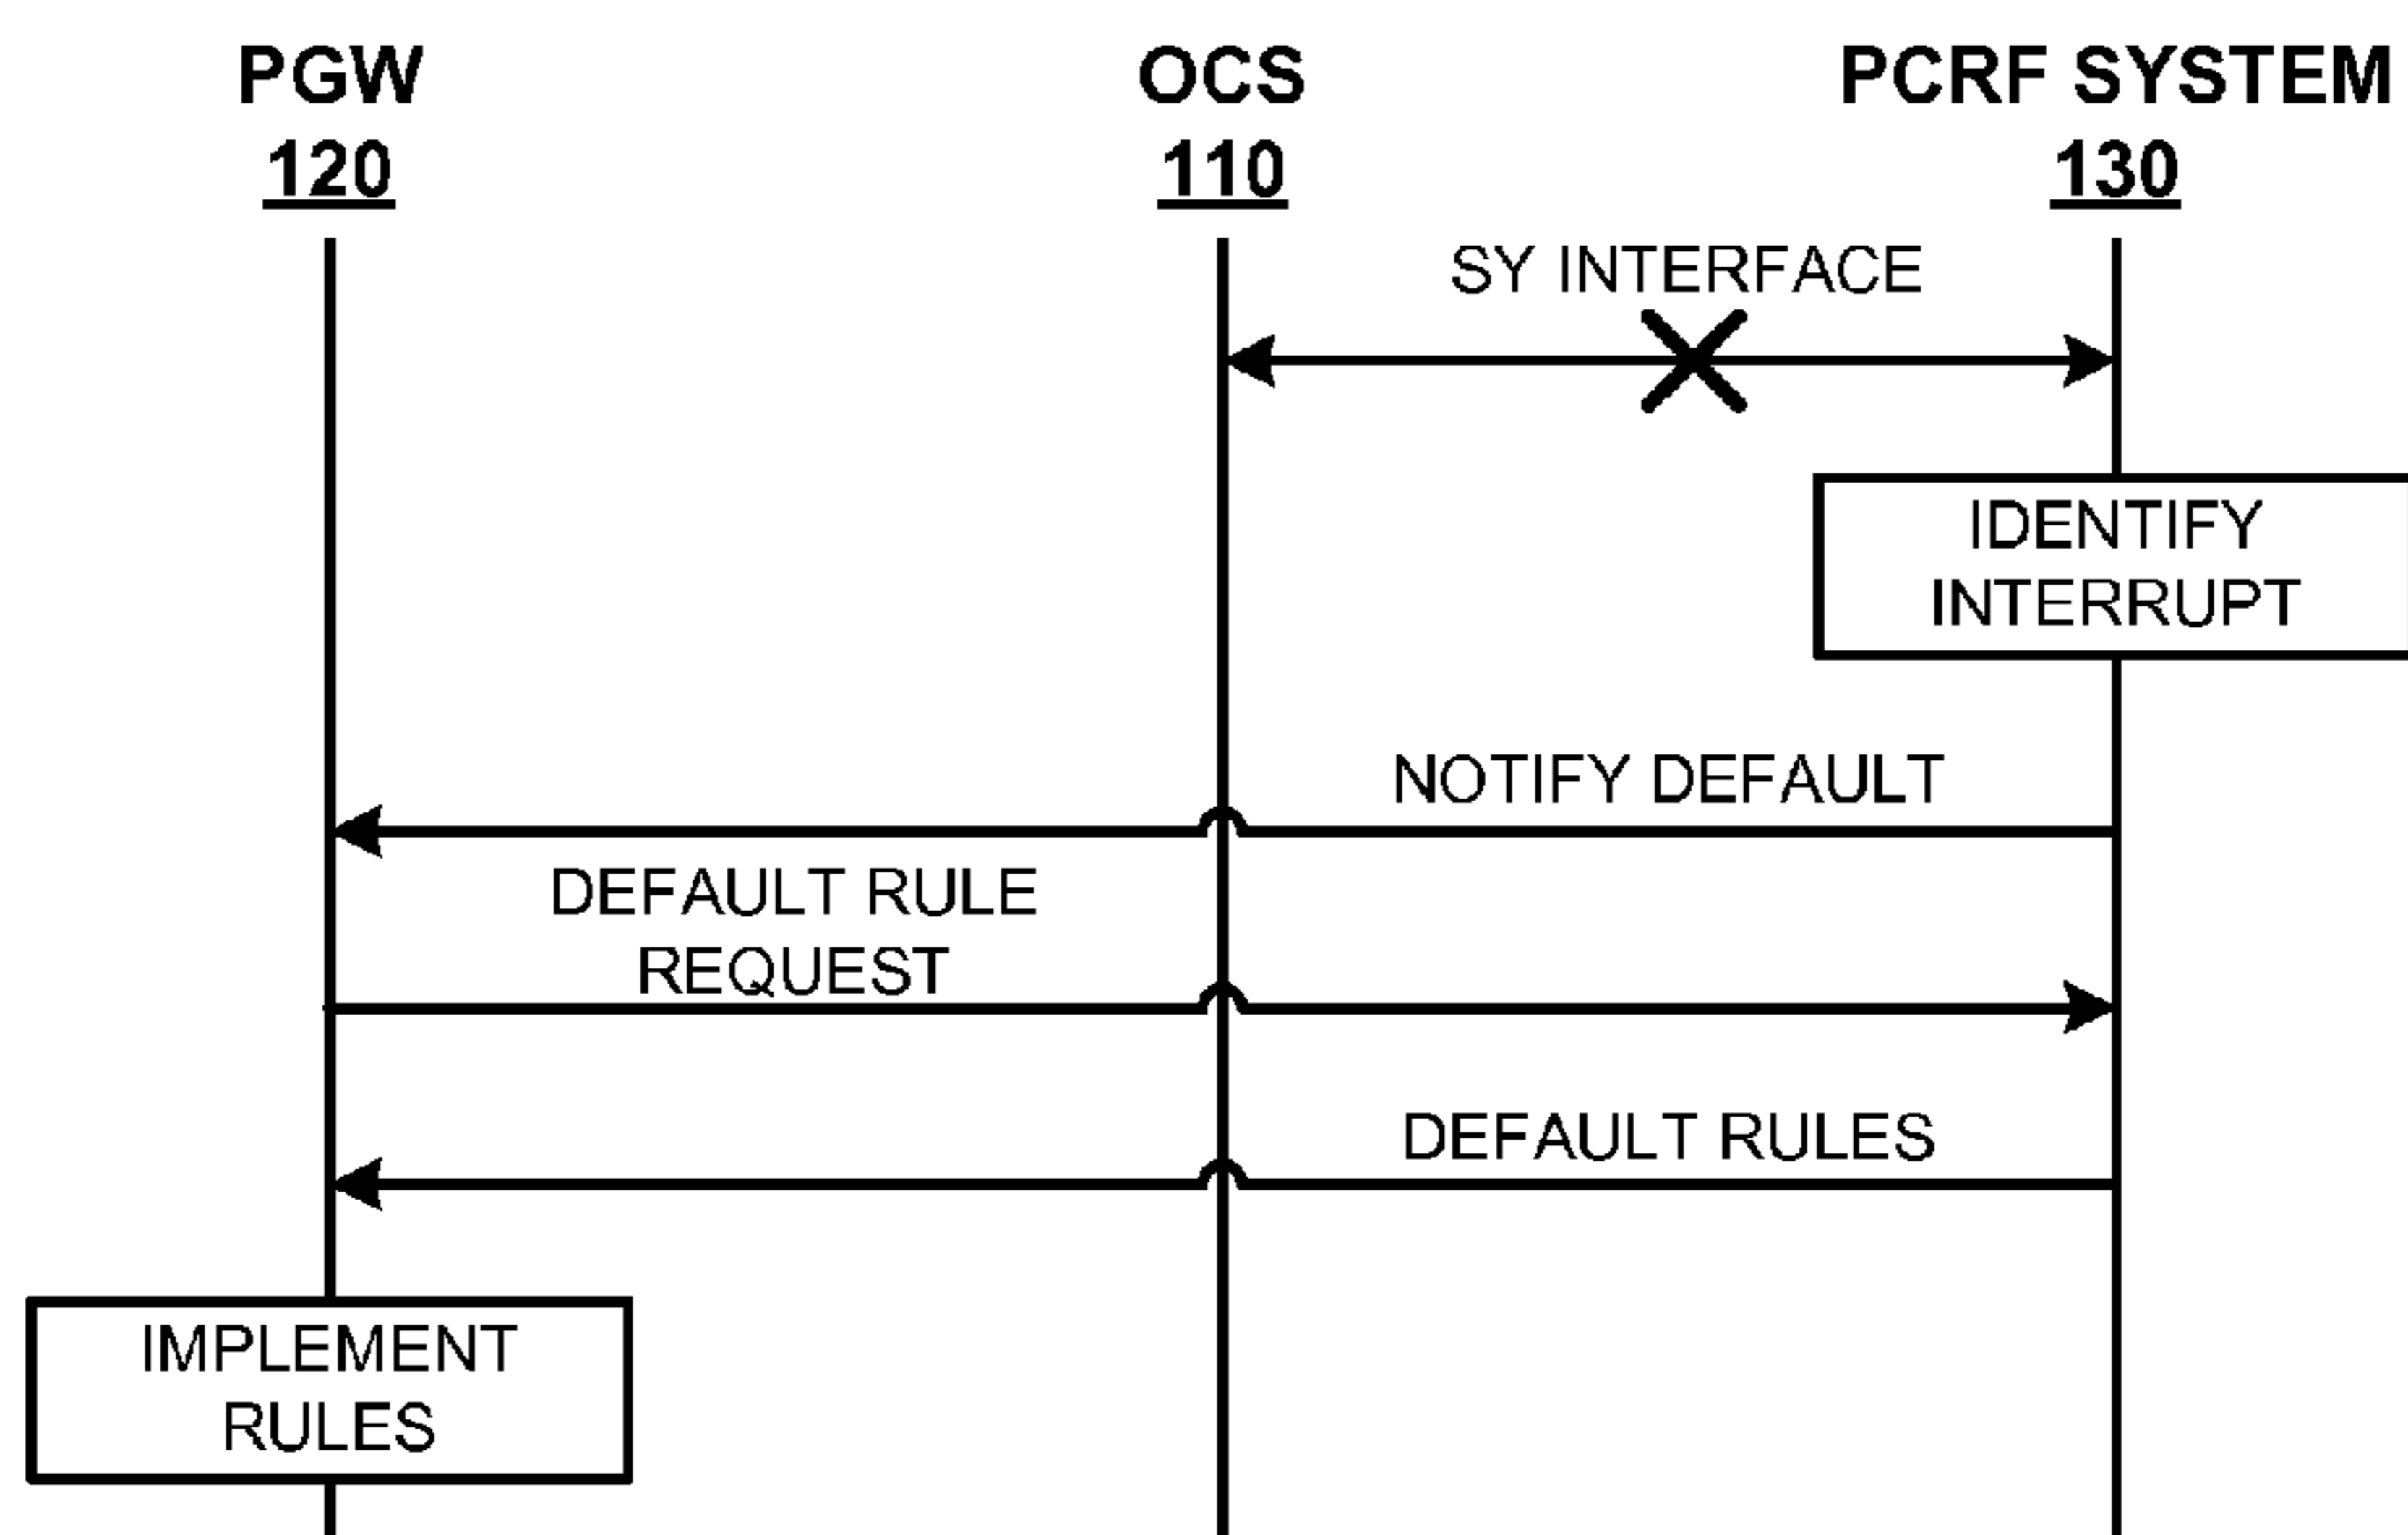 PGW
120
OCS
110
PCRF SYSTEM
130
SY INTERFACE
IDENTIFY
INTERRUPT
NOTIFY DEFAULT
DEFAULT RULE
REQUEST
DEFAULT RULES
IMPLEMENT
RULES